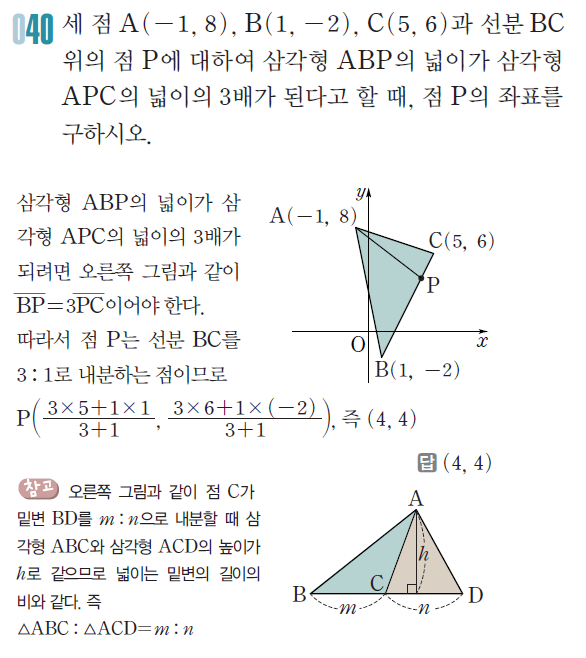 040 세 점 A(-1, 8), B(1, -2), C(5, 6)과 선분 BC
위의 점 P에 대하여 삼각형 ABP의 넓이가 삼각형
APC의 넓이의 3배가 된다고 할 때, 점 P의 좌표를
구하시오.
삼각형 ABP의 넓이가 삼
각형 APC의 넓이의 3배가
되려면 오른쪽 그림과 같이
\overline{BP}=3\overline{PC}이어야 한다.
따라서 점 P는 선분 BC를
3 : 1로 내분하는 점이므로
y
A(-1, 8)
C(5, 6)
P
O
x
B(1, -2)
P(\frac{3×5+1×1}{3+1}, \frac{3×6+1×(-2)}{3+1}), 즉 (4, 4)
답 (4, 4)
참고 오른쪽 그림과 같이 점 C가
밑변 BD를 m : n으로 내분할 때 삼
각형 ABC와 삼각형 ACD의 높이가
h로 같으므로 넓이는 밑변의 길이의
비와 같다. 즉
△ABC : △ACD=m : n
A
h
B
C
D
m
n